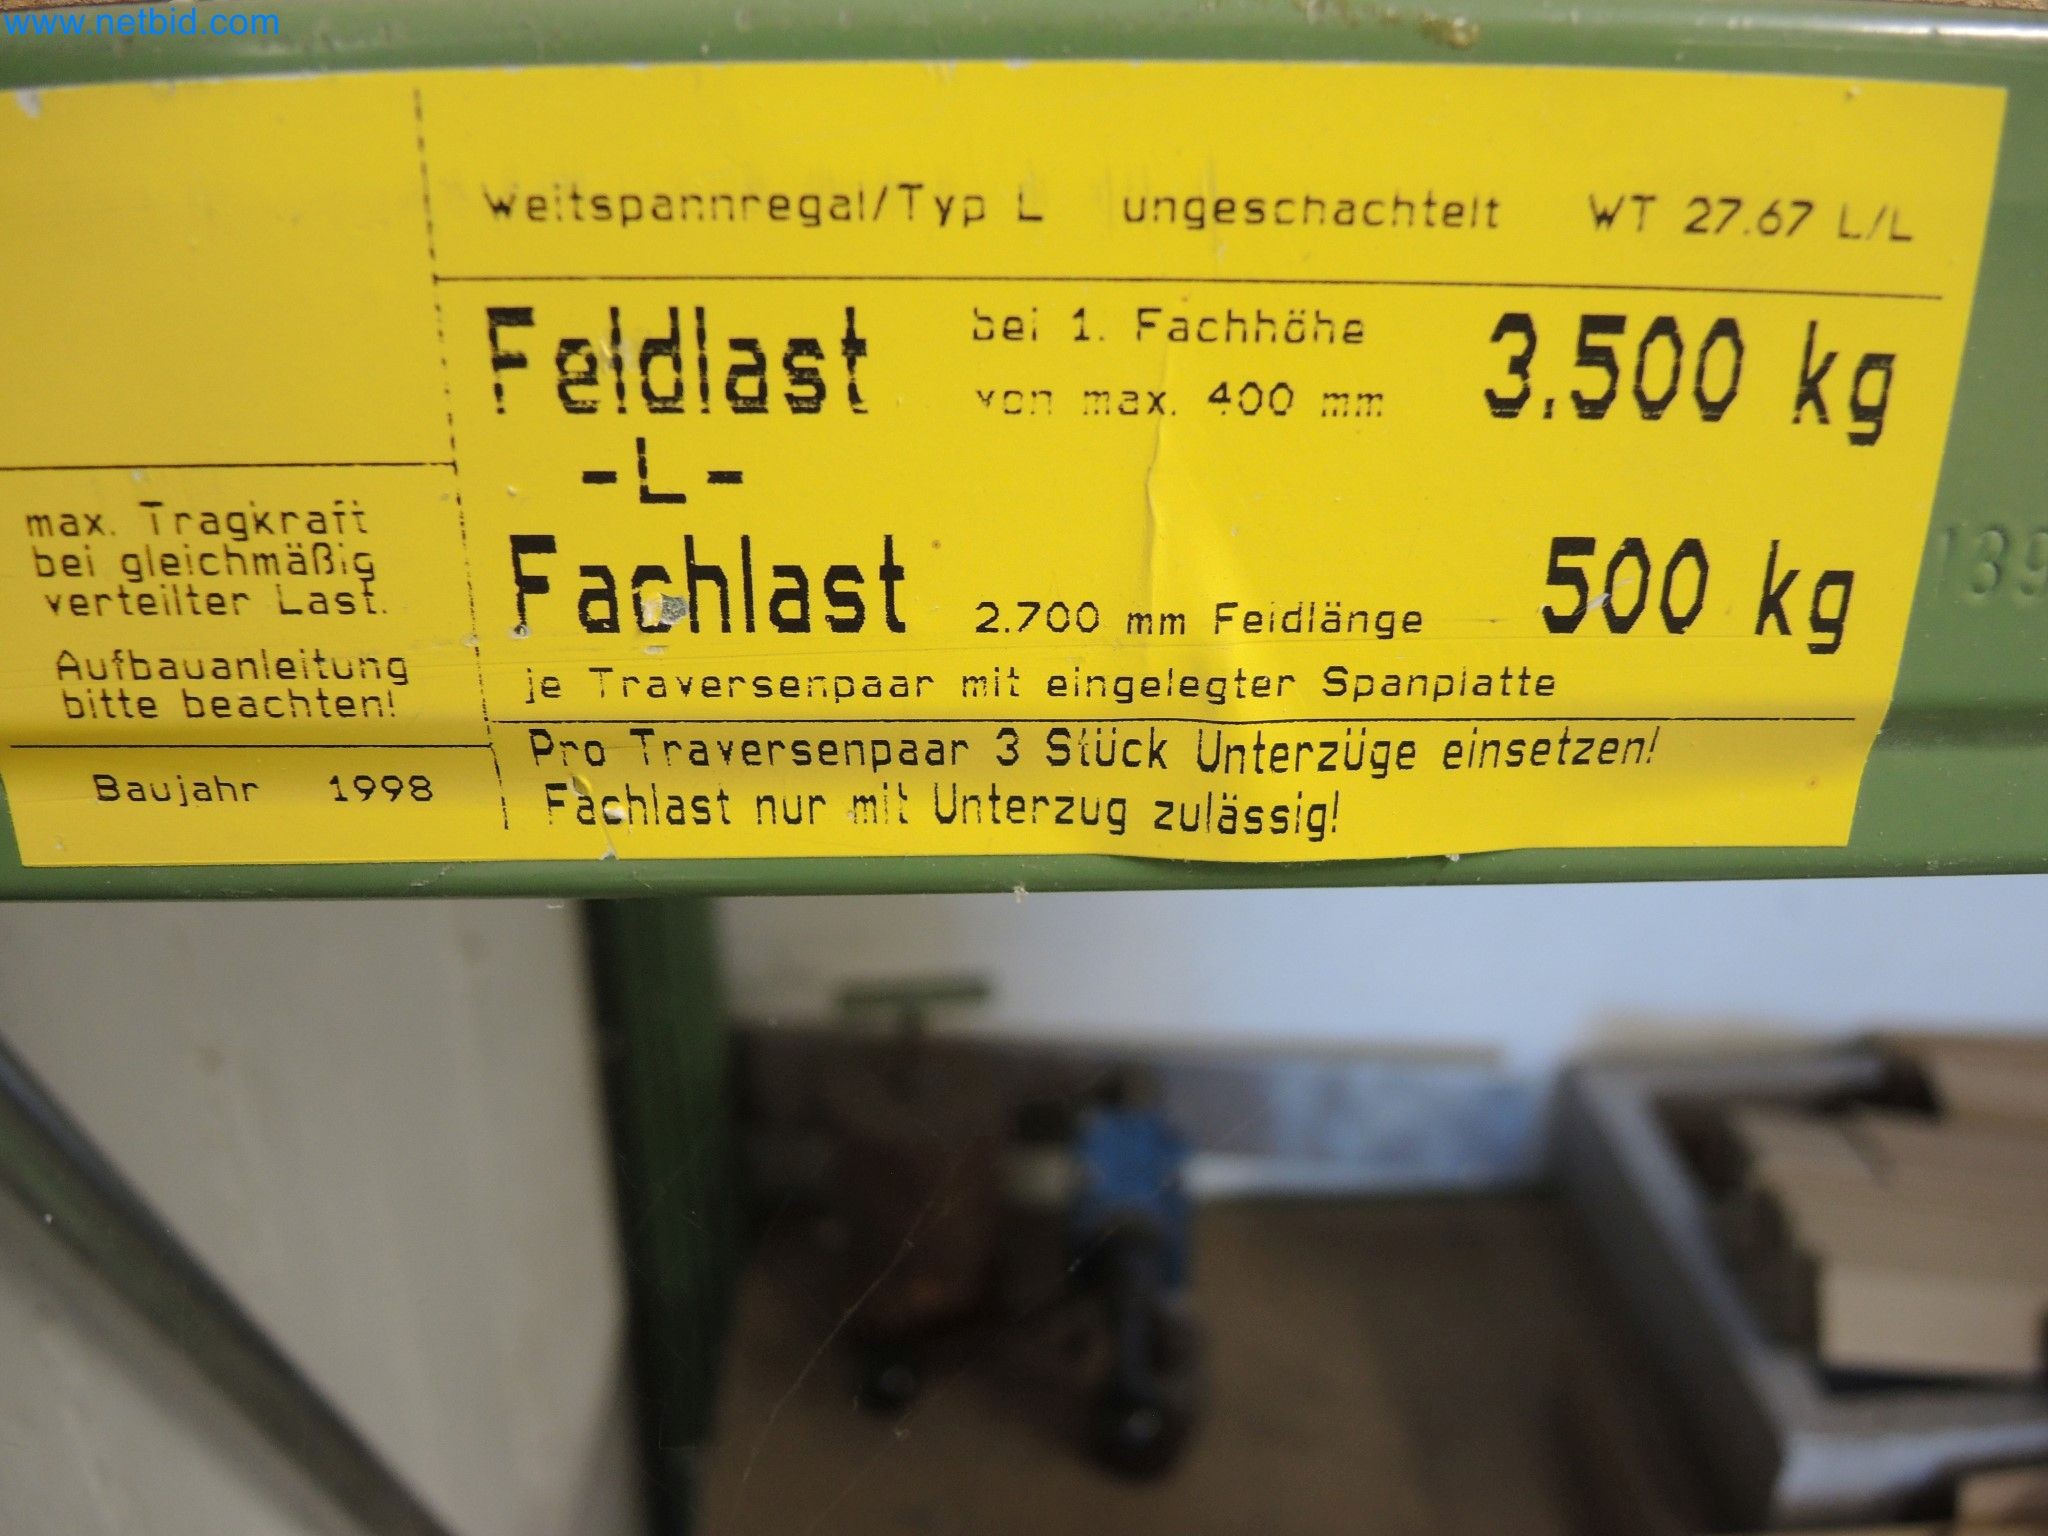 www.netbid.com
Weitspannregal/Typ L ungeschachtelt WT 27.67 L/L
Feldlast bei 1. Fachhöhe von max. 400 mm 3.500 kg
-L-
Fachlast 2.700 mm Feldlänge 500 kg
je Traversenpaar mit eingelegter Spanplatte
Pro Traversenpaar 3 Stück Unterzüge einsetzen!
Fachlast nur mit Unterzug zulässig!
max. Tragkraft
bei gleichmäßig
verteilter Last.
Aufbauanleitung
bitte beachten!
Baujahr 1998